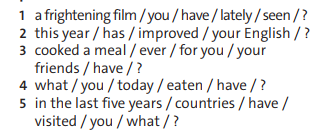 1 a frightening film / you / have / lately / seen / ?
2 this year / has / improved / your English / ?
3 cooked a meal / ever / for you / your
friends / have / ?
4 what / you / today / eaten / have / ?
5 in the last five years / countries / have /
visited / you / what / ?